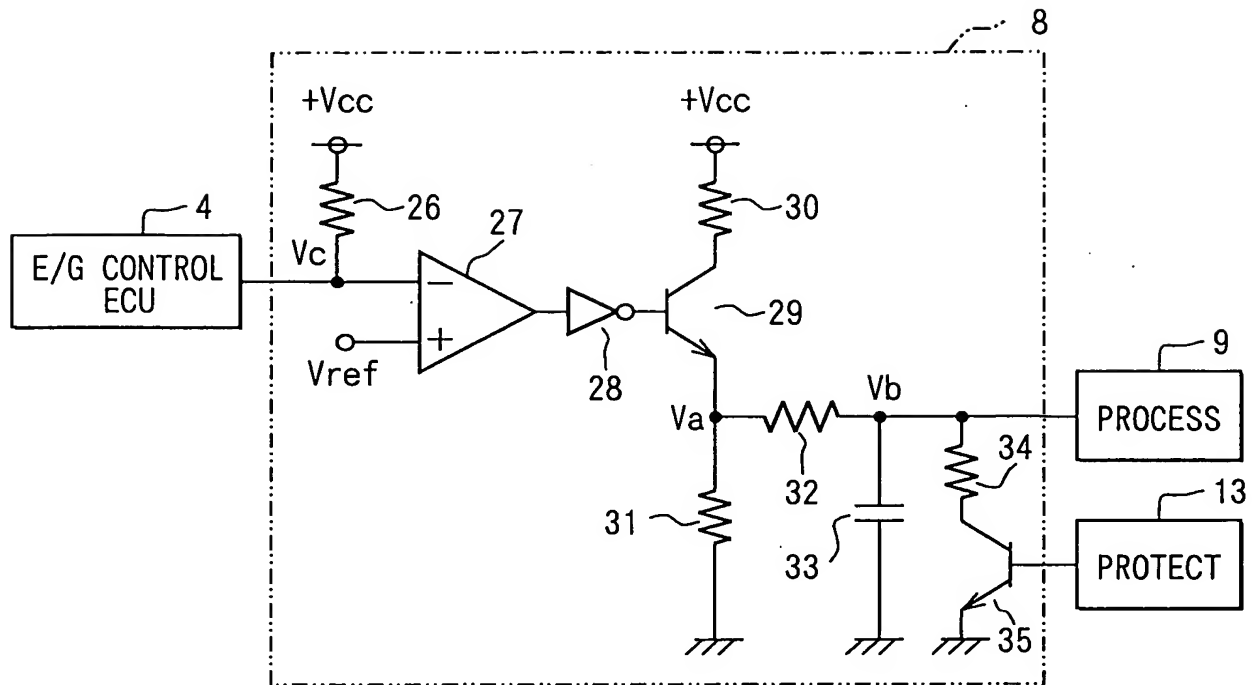 8
+Vcc
+Vcc
4
26
27
30
E/G CONTROL
ECU
Vc
−
+
29
Vref
28
9
Va
Vb
PROCESS
34
32
13
31
33
PROTECT
35